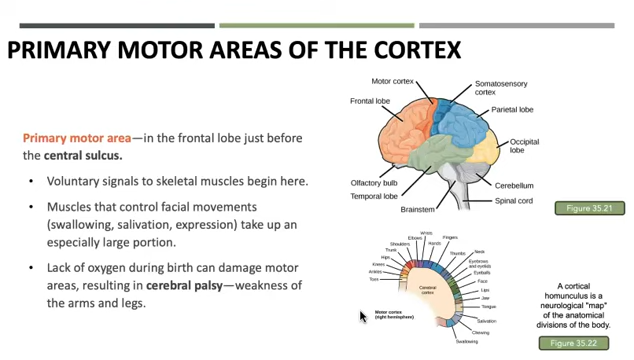 PRIMARY MOTOR AREAS OF THE CORTEX
Primary motor area—in the frontal lobe just before
the central sulcus.
• Voluntary signals to skeletal muscles begin here.
• Muscles that control facial movements
(swallowing, salivation, expression) take up an
especially large portion.
• Lack of oxygen during birth can damage motor
areas, resulting in cerebral palsy—weakness of
the arms and legs.
Motor cortex
Somatosensory
cortex
Frontal lobe
Parietal lobe
Occipital
lobe
Olfactory bulb
Temporal lobe
Brainstem
Cerebellum
Spinal cord
Figure 35.21
Wrists
Elbows
Fingers
Shoulders
Hands
Trunk
Thumbs
Neck
Hips
Eyebrows
and eyelids
Knees
Eyeballs
Ankles
Face
Toes
Lips
Cerebral
cortex
Jaw
Tongue
Motor cortex
(right hemisphere)
Salivation
Chewing
Swallowing
A cortical
homunculus is a
neurological "map"
of the anatomical
divisions of the body.
Figure 35.22